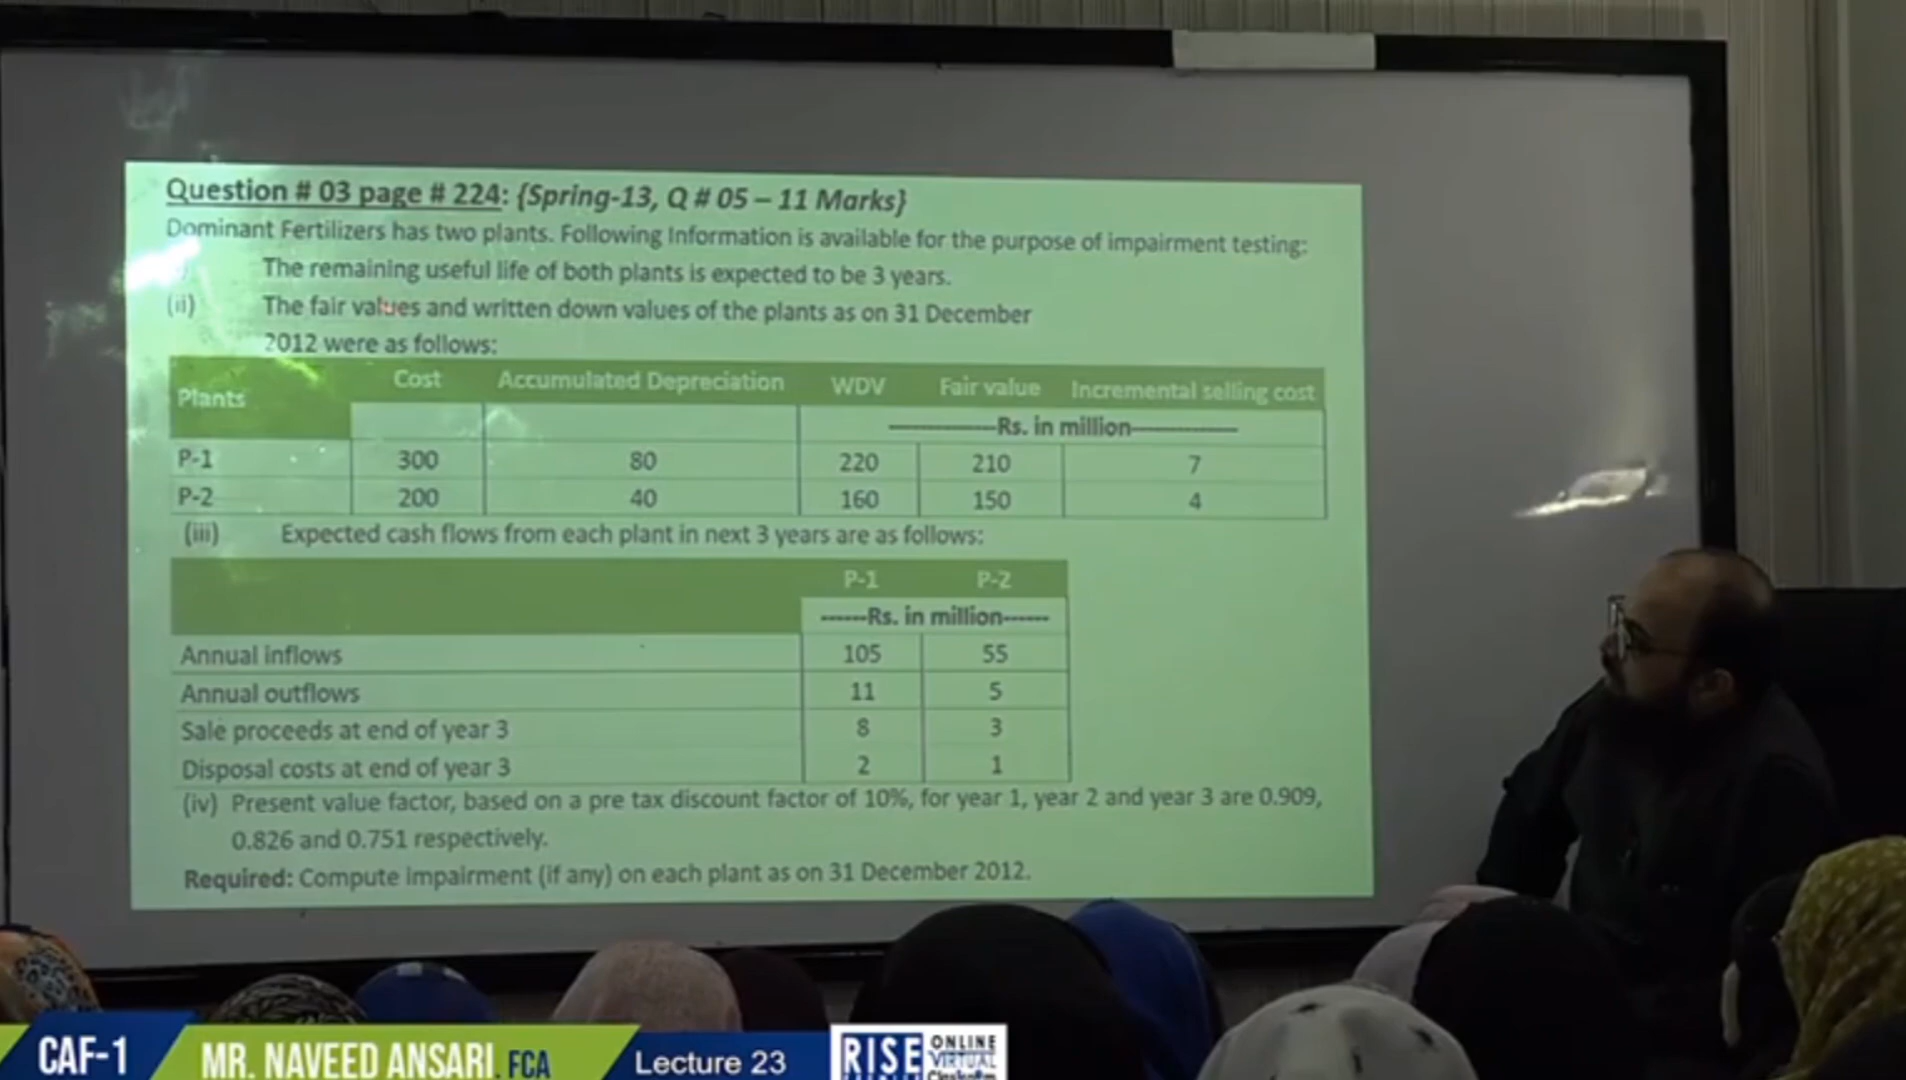 Question # 03 page # 224: {Spring-13, Q # 05 – 11 Marks}
Dominant Fertilizers has two plants. Following Information is available for the purpose of impairment testing:
The remaining useful life of both plants is expected to be 3 years.
(ii) The fair values and written down values of the plants as on 31 December
2012 were as follows:
Plants Cost Accumulated Depreciation WDV Fair value Incremental selling cost
---------------Rs. in million---------------
P-1 300 80 220 210 7
P-2 200 40 160 150 4
(iii) Expected cash flows from each plant in next 3 years are as follows:
P-1 P-2
------Rs. in million------
Annual inflows 105 55
Annual outflows 11 5
Sale proceeds at end of year 3 8 3
Disposal costs at end of year 3 2 1
(iv) Present value factor, based on a pre tax discount factor of 10%, for year 1, year 2 and year 3 are 0.909,
0.826 and 0.751 respectively.
Required: Compute impairment (if any) on each plant as on 31 December 2012.
CAF-1 MR. NAVEED ANSARI. FCA Lecture 23
RISE ONLINE
VIRTUAL